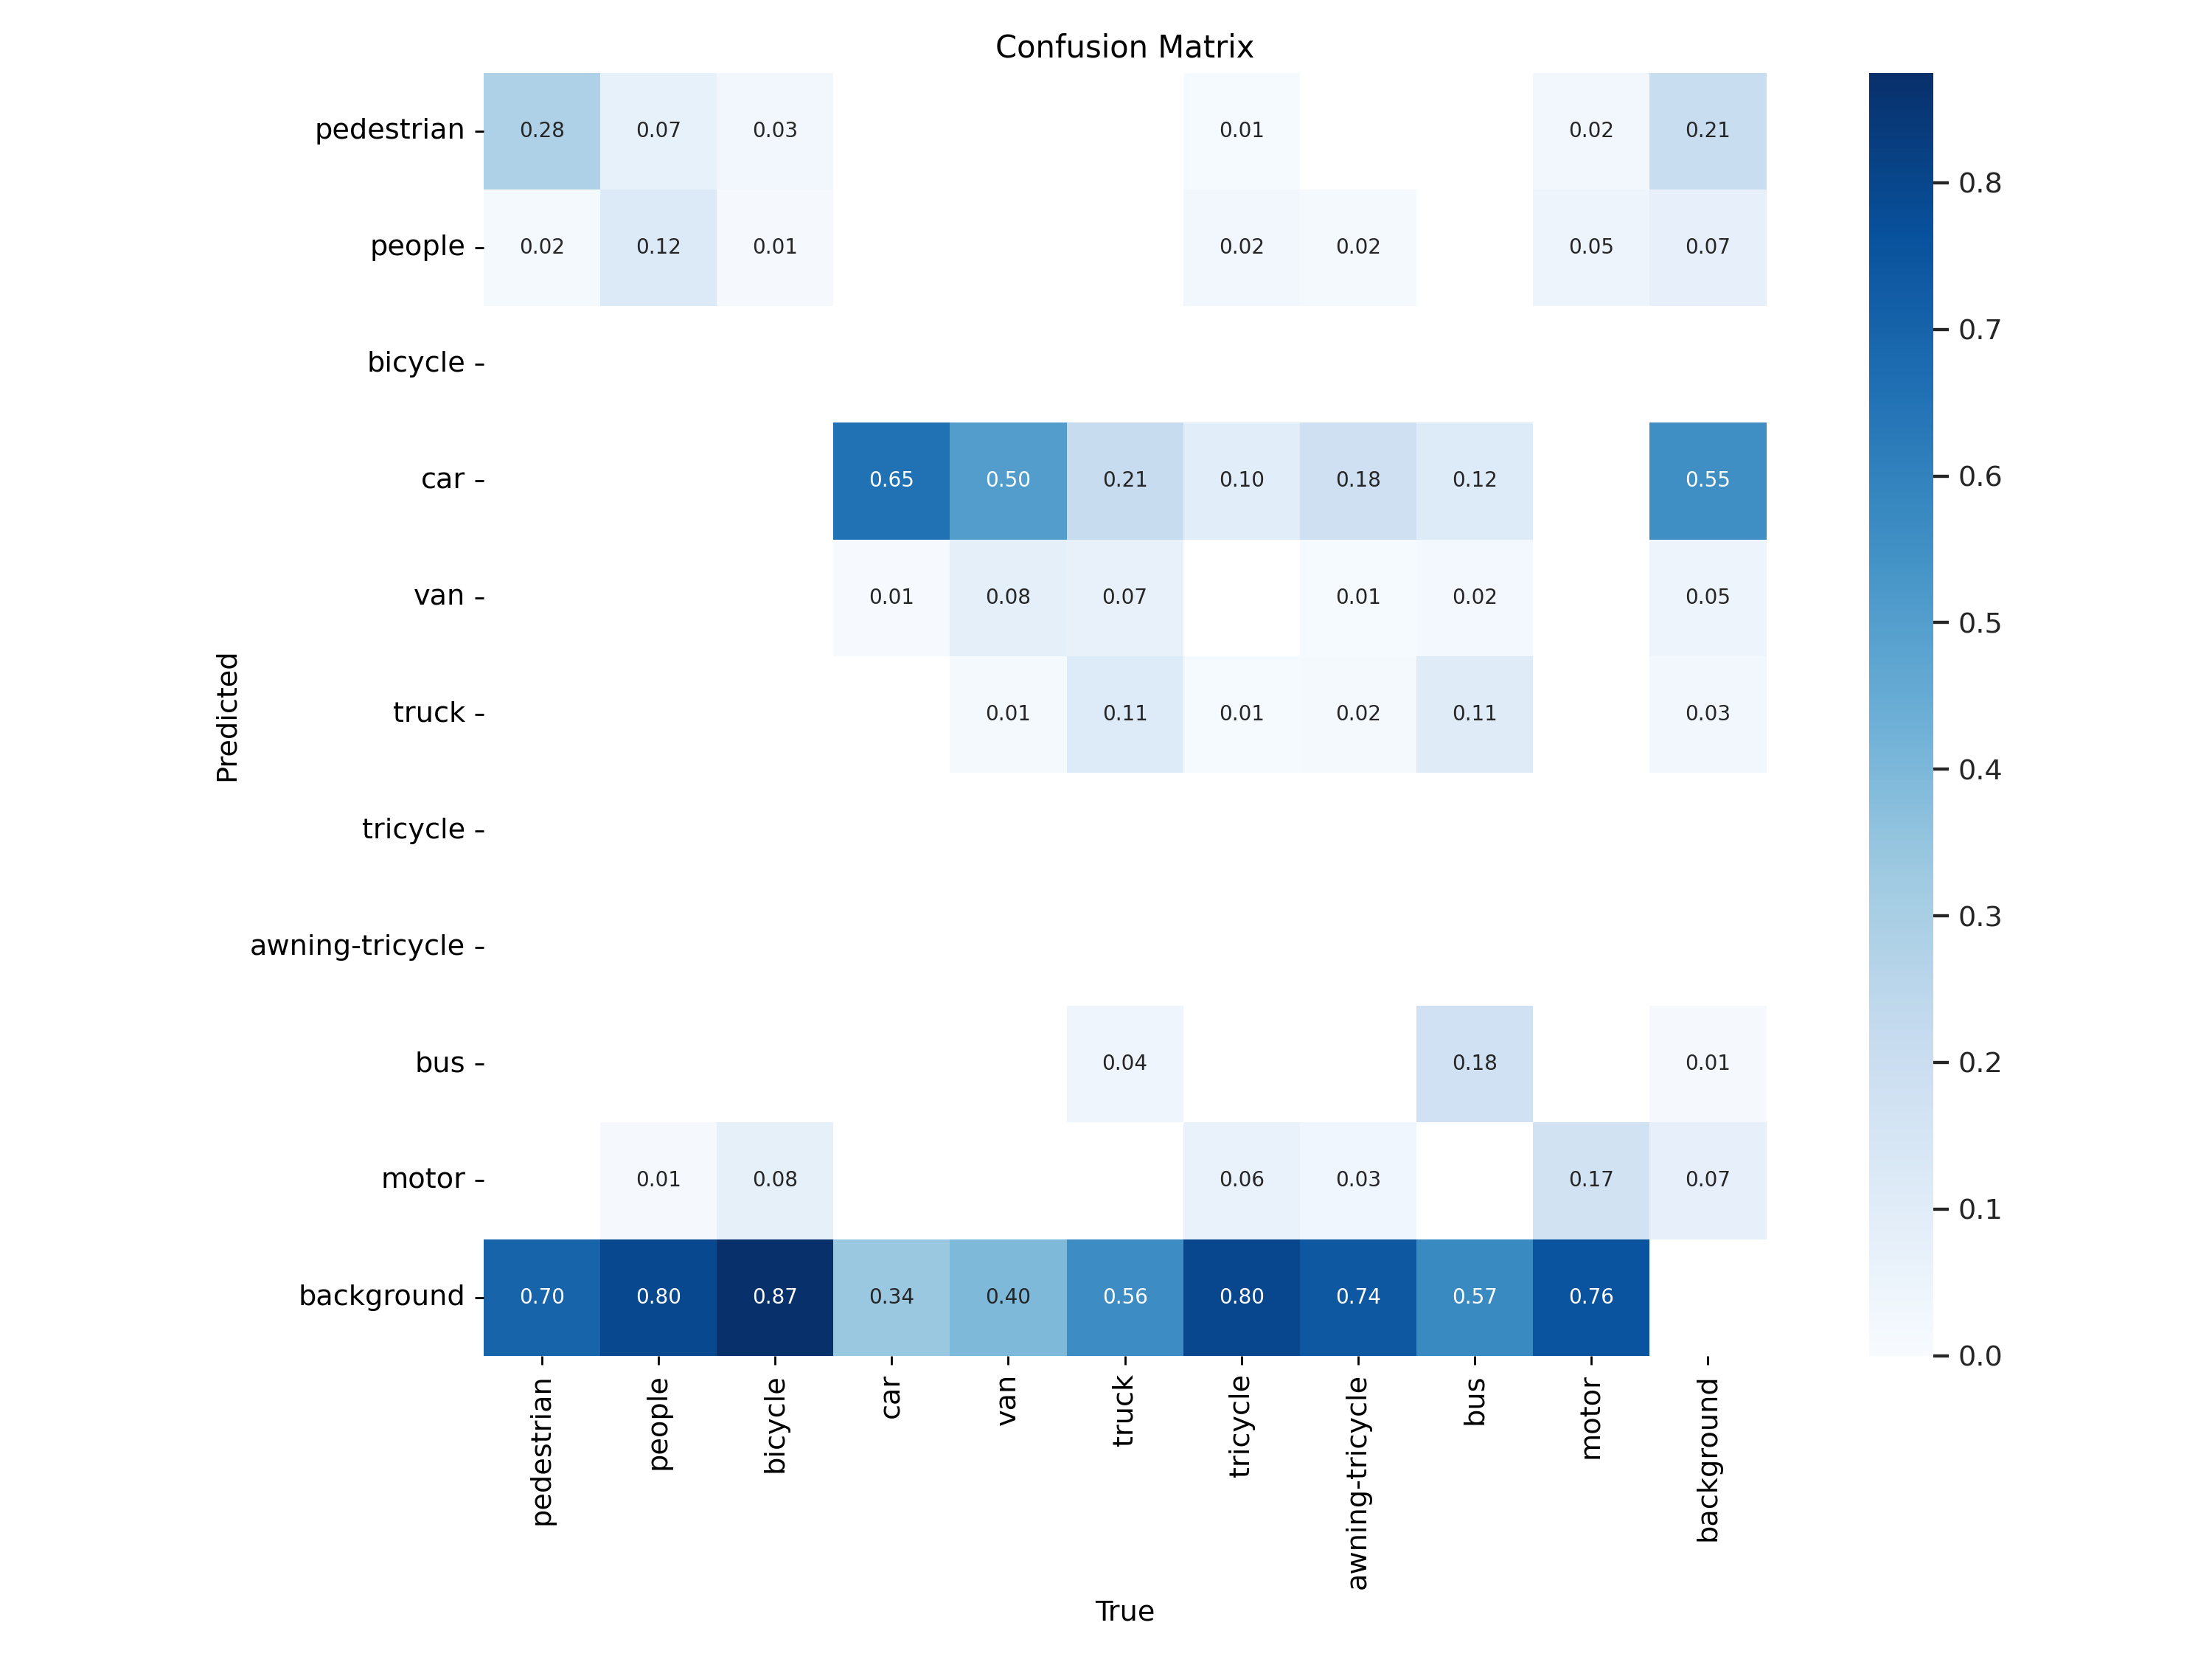 Confusion Matrix
pedestrian 0.28 0.07 0.03 0.01 0.02 0.21
people 0.02 0.12 0.01 0.02 0.02 0.05 0.07
bicycle
car 0.65 0.50 0.21 0.10 0.18 0.12 0.55
van 0.01 0.08 0.07 0.01 0.02 0.05
truck 0.01 0.11 0.01 0.02 0.11 0.03
tricycle
awning-tricycle
bus 0.04 0.18 0.01
motor 0.01 0.08 0.06 0.03 0.17 0.07
background 0.70 0.80 0.87 0.34 0.40 0.56 0.80 0.74 0.57 0.76
Predicted
pedestrian
people
bicycle
car
van
truck
tricycle
awning-tricycle
bus
motor
background
True
0.8
0.7
0.6
0.5
0.4
0.3
0.2
0.1
0.0